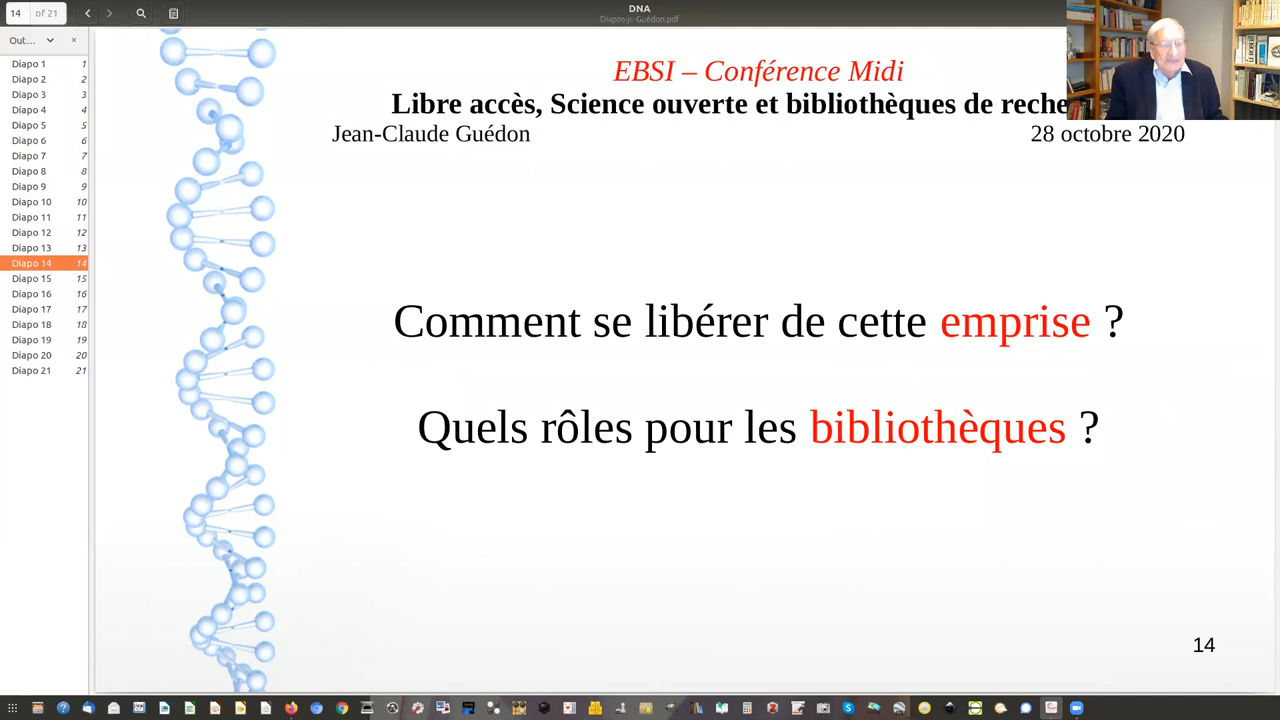 14 of 21
DNA
Diapos-jc-Guédon.pdf
Out...
Diapo 1 1
Diapo 2 2
Diapo 3 3
Diapo 4 4
Diapo 5 5
Diapo 6 6
Diapo 7 7
Diapo 8 8
Diapo 9 9
Diapo 10 10
Diapo 11 11
Diapo 12 12
Diapo 13 13
Diapo 14 14
Diapo 15 15
Diapo 16 16
Diapo 17 17
Diapo 18 18
Diapo 19 19
Diapo 20 20
Diapo 21 21
EBSI – Conférence Midi
Libre accès, Science ouverte et bibliothèques de reche
Jean-Claude Guédon 28 octobre 2020
Comment se libérer de cette emprise ?
Quels rôles pour les bibliothèques ?
14